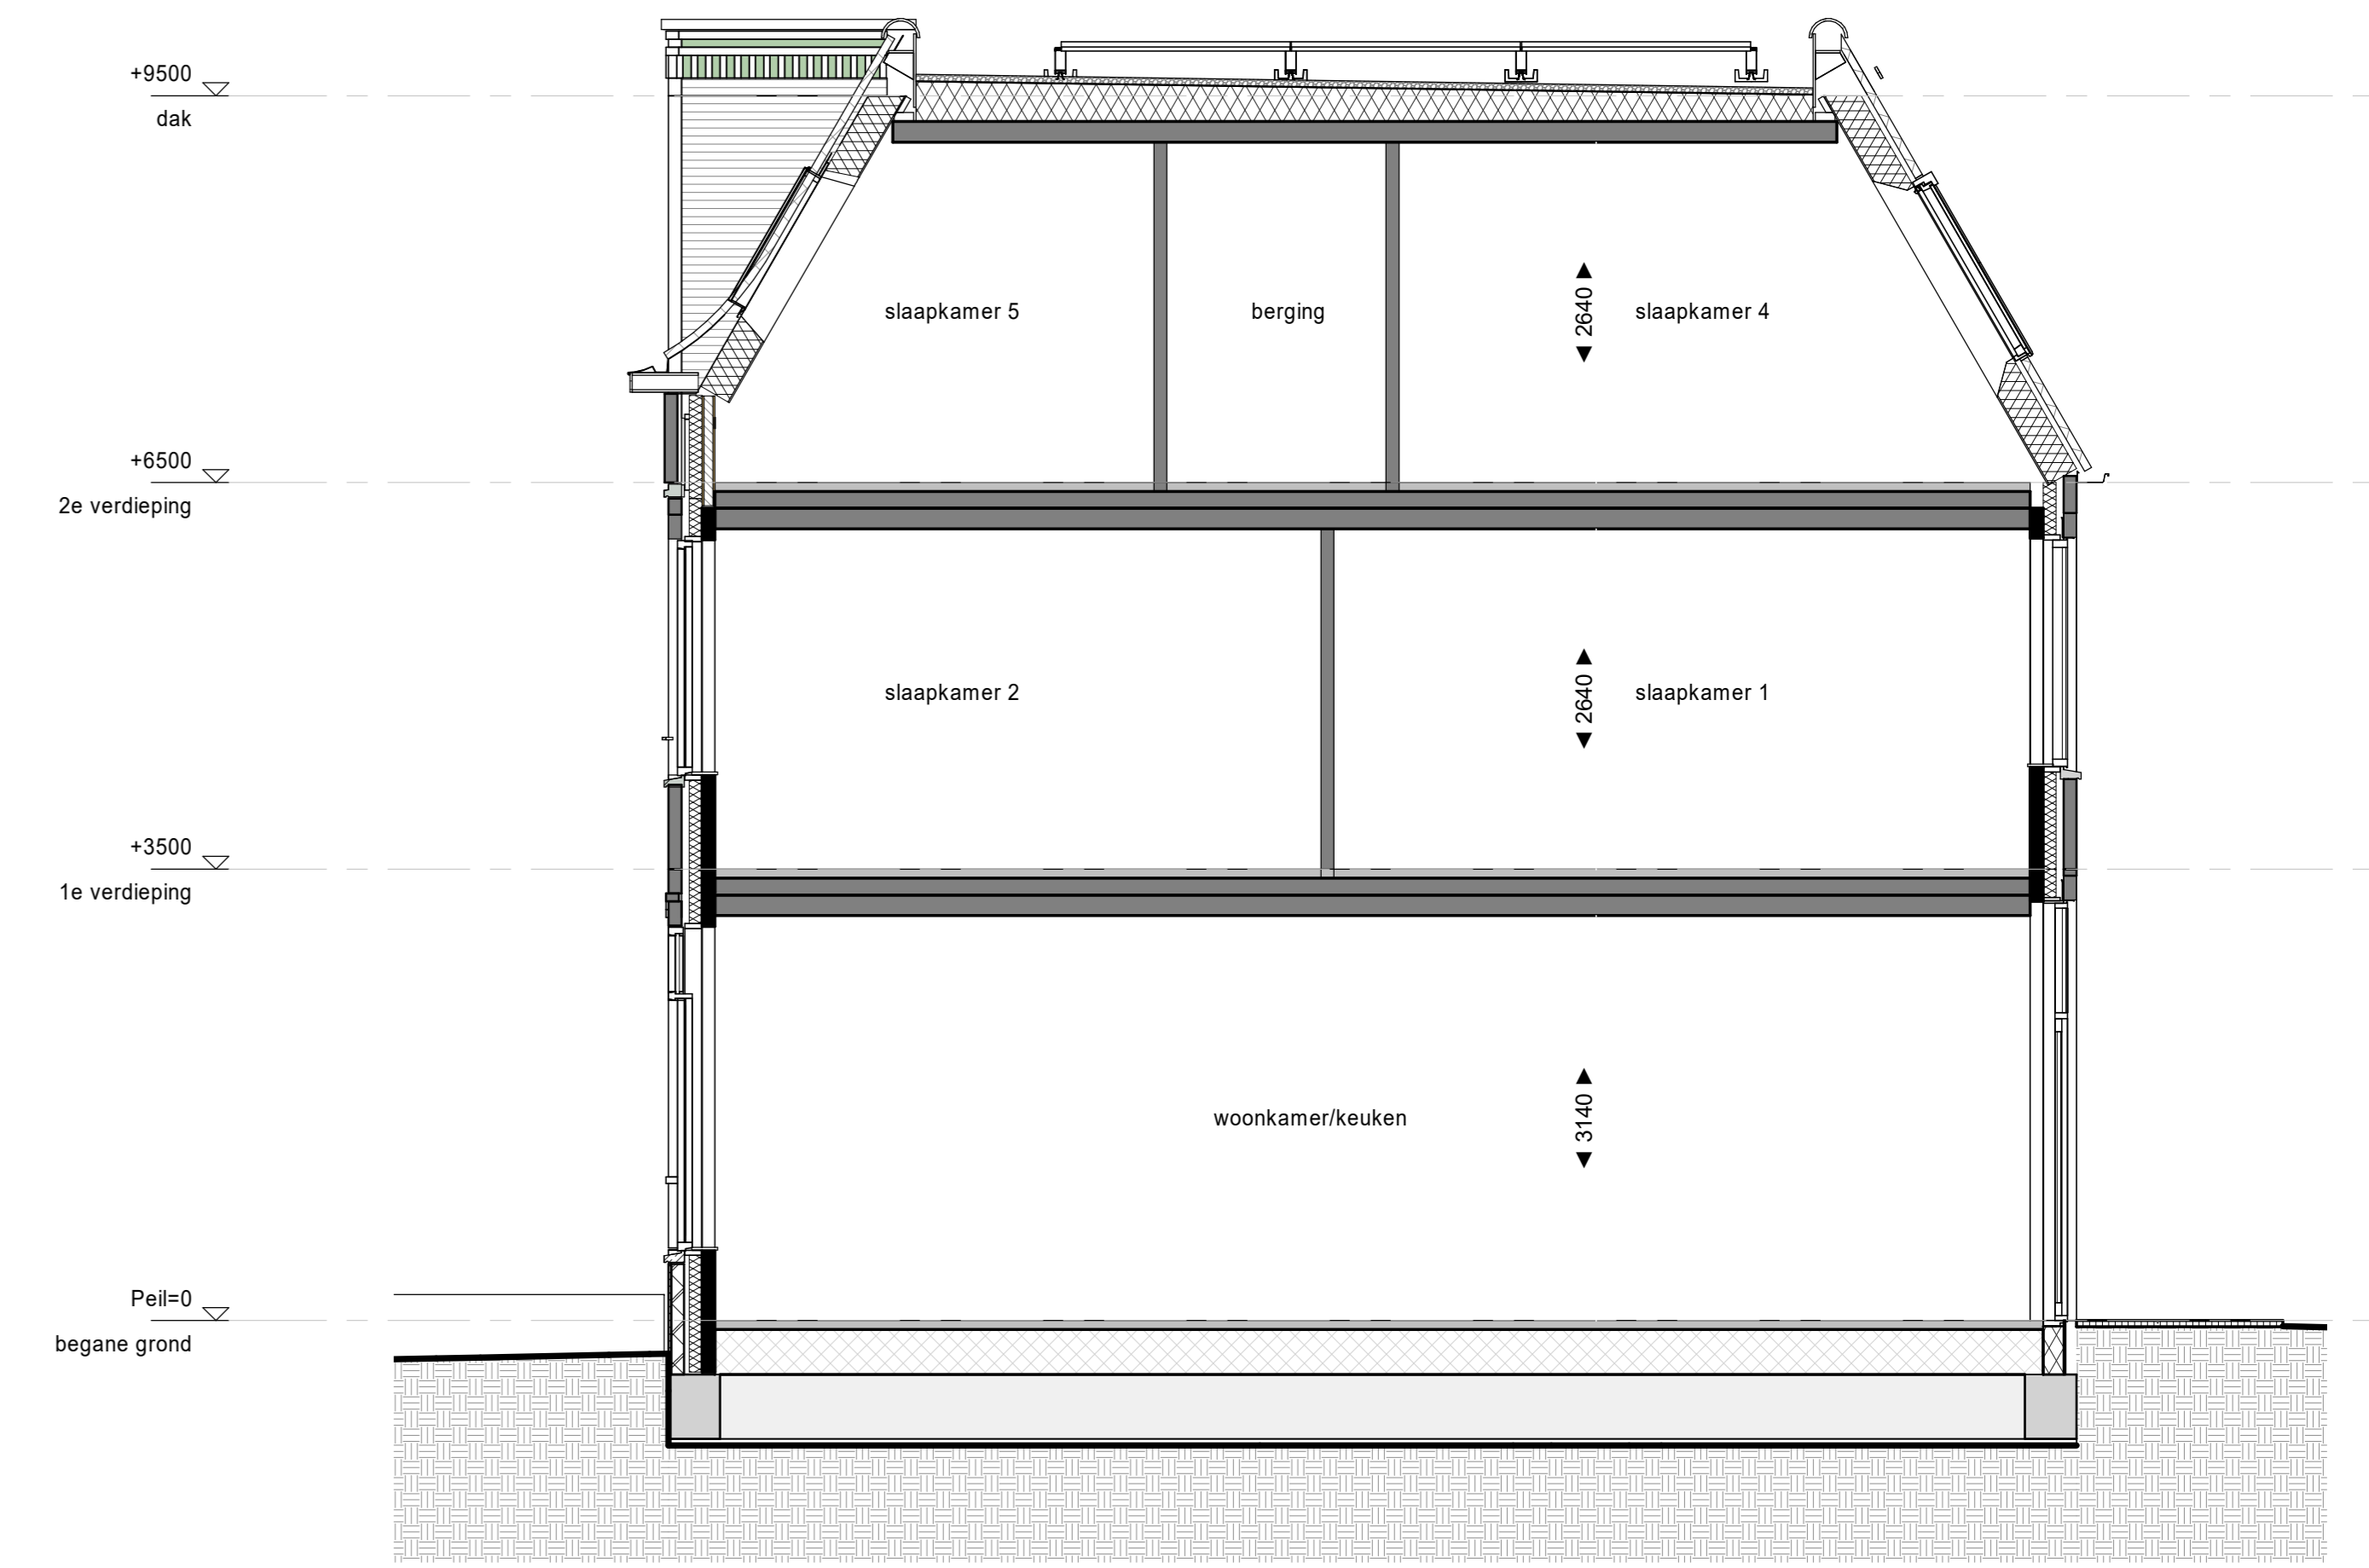 +9500
dak
slaapkamer 5
berging
2640
slaapkamer 4
+6500
2e verdieping
slaapkamer 2
2640
slaapkamer 1
+3500
1e verdieping
woonkamer/keuken
3140
Peil=0
begane grond